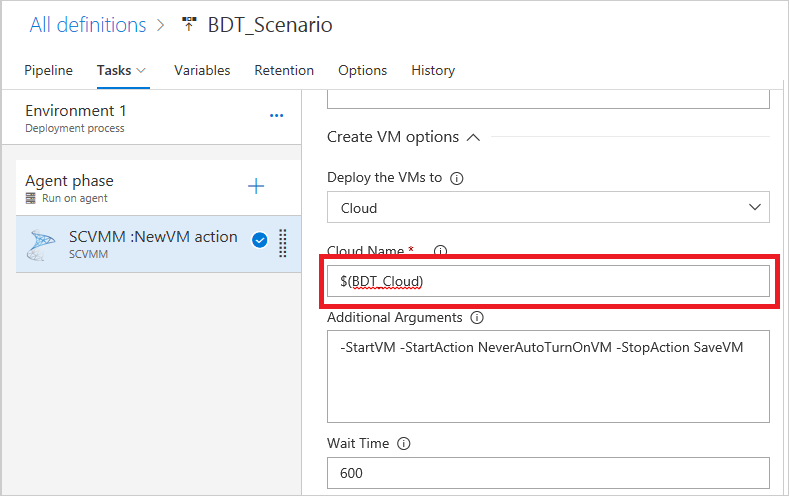 All definitions > BDT_Scenario
Pipeline Tasks Variables Retention Options History
Environment 1
Deployment process
...
Agent phase
Run on agent
SCVMM :NewVM action
SCVMM
Create VM options
Deploy the VMs to
Cloud
Cloud Name *
$(BDT_Cloud)
Additional Arguments
-StartVM -StartAction NeverAutoTurnOnVM -StopAction SaveVM
Wait Time
600